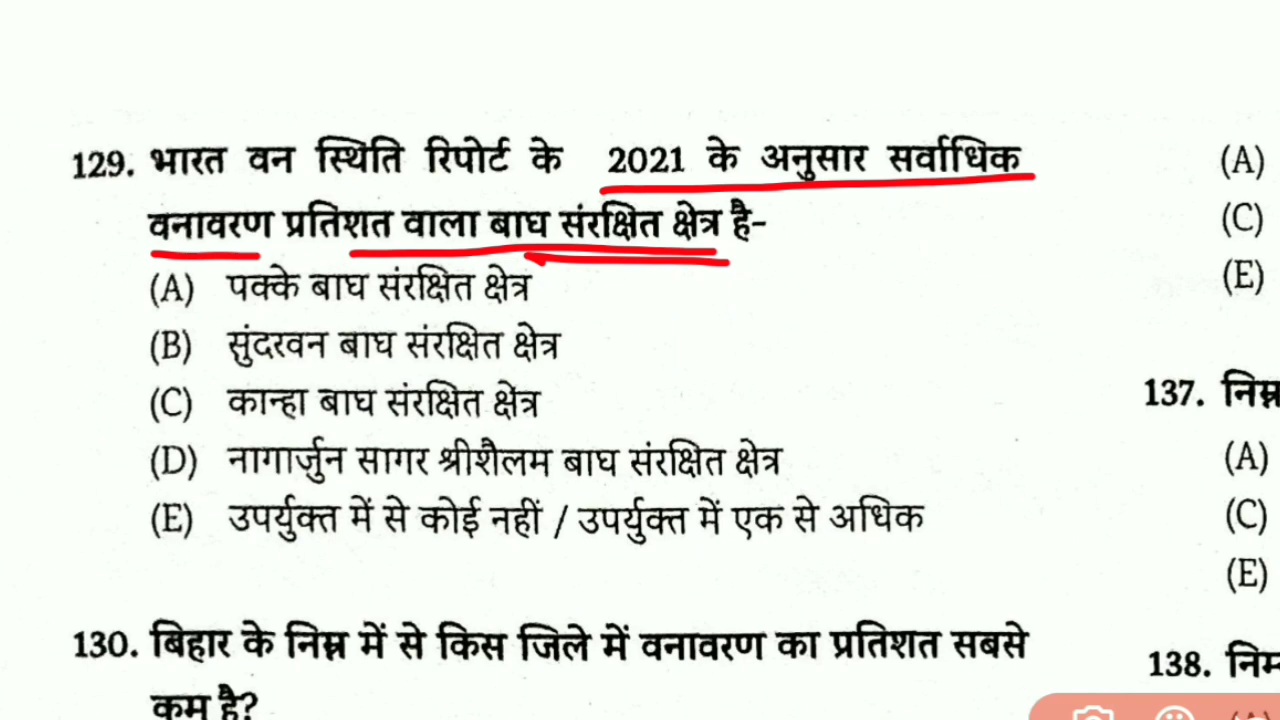 129. भारत वन स्थिति रिपोर्ट के 2021 के अनुसार सर्वाधिक
वनावरण प्रतिशत वाला बाघ संरक्षित क्षेत्र है-
(A) पक्के बाघ संरक्षित क्षेत्र
(B) सुंदरवन बाघ संरक्षित क्षेत्र
(C) कान्हा बाघ संरक्षित क्षेत्र
(D) नागार्जुन सागर श्रीशैलम बाघ संरक्षित क्षेत्र
(E) उपर्युक्त में से कोई नहीं / उपर्युक्त में एक से अधिक
130. बिहार के निम्न में से किस जिले में वनावरण का प्रतिशत सबसे
कम है?
(A)
(C)
(E)
137. निम्न
(A)
(C)
(E)
138.